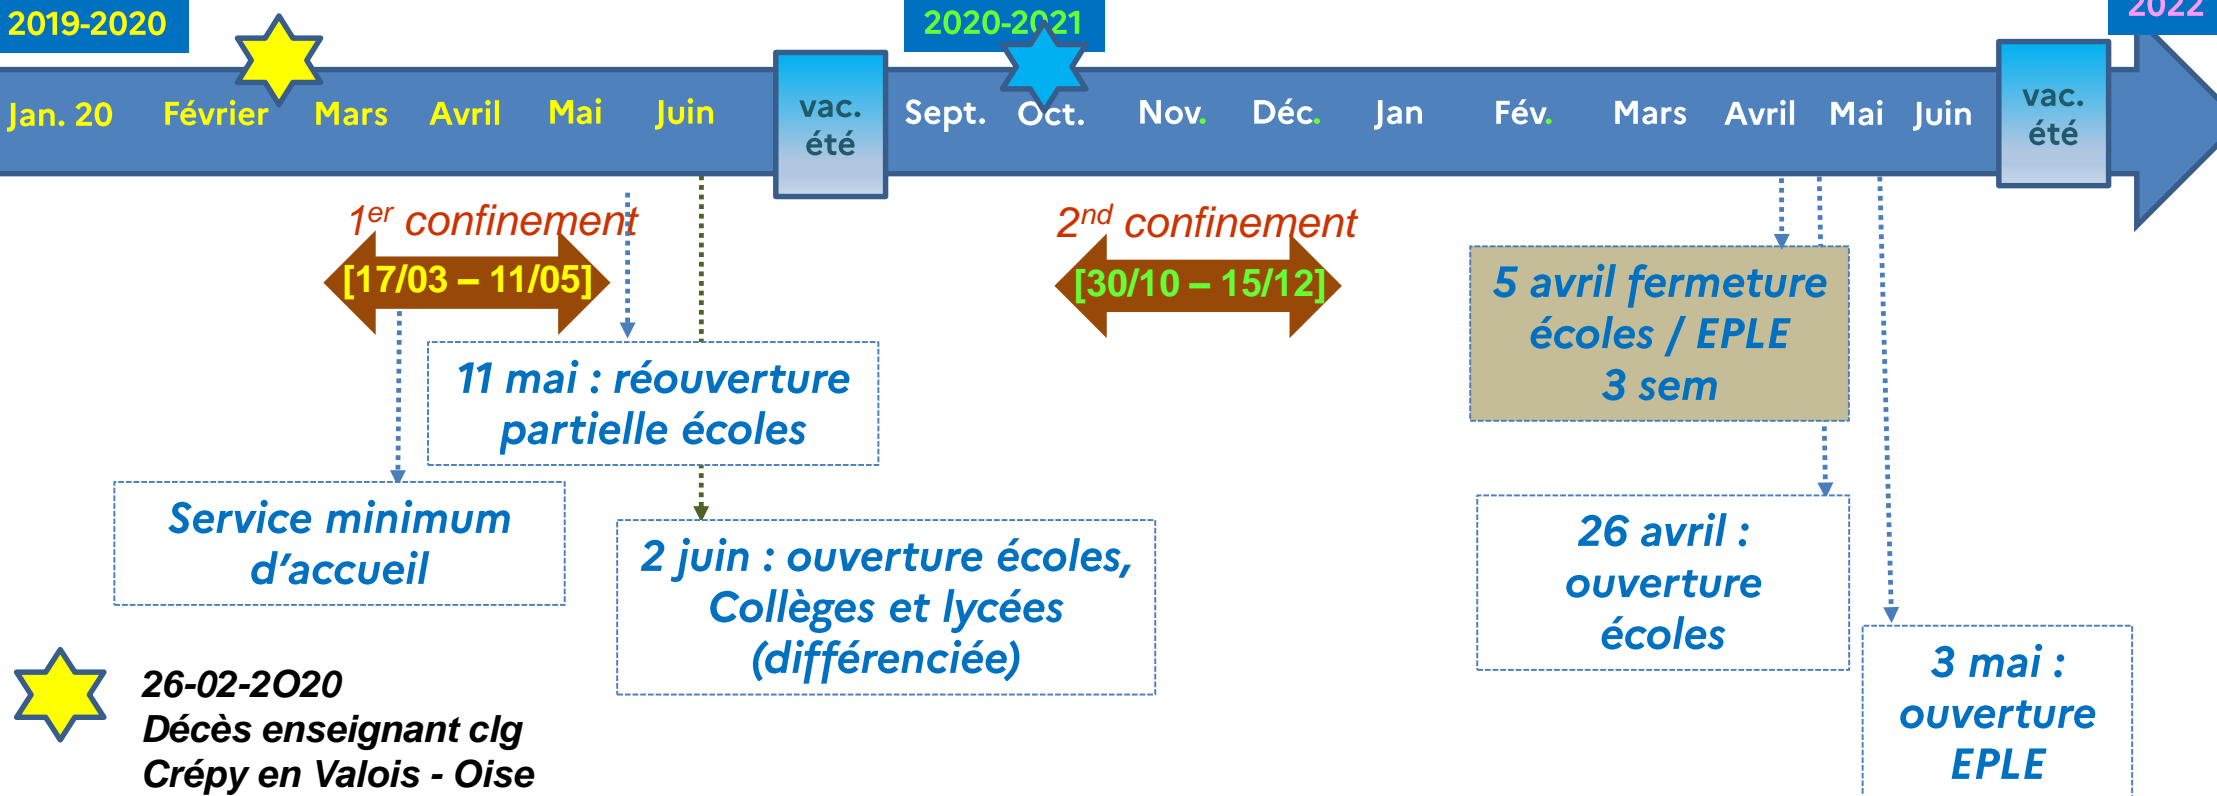 2019-2020
2020-2021
2022
Jan. 20 Février Mars Avril Mai Juin
vac.
été
Sept. Oct. Nov. Déc. Jan Fév. Mars Avril Mai Juin
vac.
été
1er confinement
[17/03 – 11/05]
2nd confinement
[30/10 – 15/12]
5 avril fermeture
écoles / EPLE
3 sem
11 mai : réouverture
partielle écoles
Service minimum
d’accueil
2 juin : ouverture écoles,
Collèges et lycées
(différenciée)
26 avril :
ouverture
écoles
3 mai :
ouverture
EPLE
26-02-2O20
Décès enseignant clg
Crépy en Valois - Oise